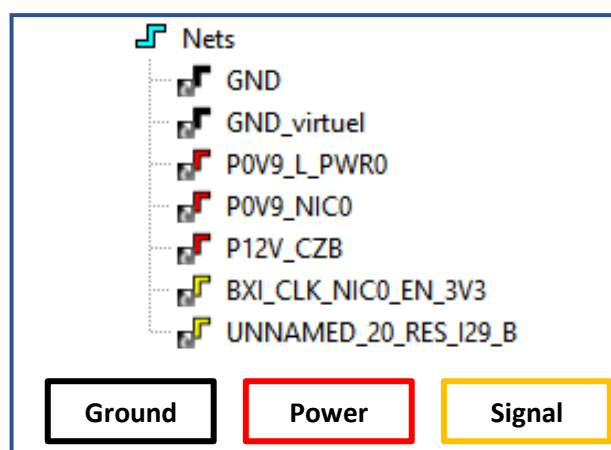 Nets
GND
GND_virtuel
P0V9_L_PWR0
P0V9_NIC0
P12V_CZB
BXI_CLK_NIC0_EN_3V3
UNNAMED_20_RES_I29_B
Ground Power Signal